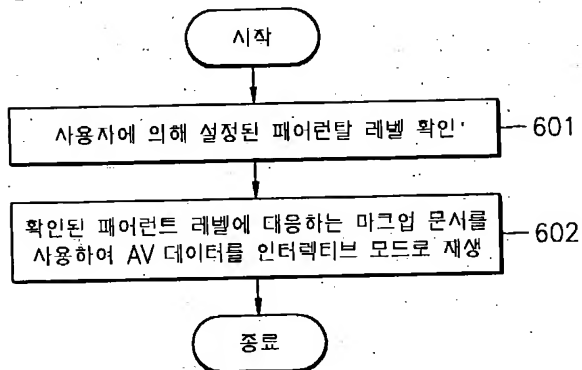 시작
사용자에 의해 설정된 패어런탈 레벨 확인
601
확인된 패어런트 레벨에 대응하는 마크업 문서를
사용하여 AV 데이터를 인터렉티브 모드로 재생
602
종료